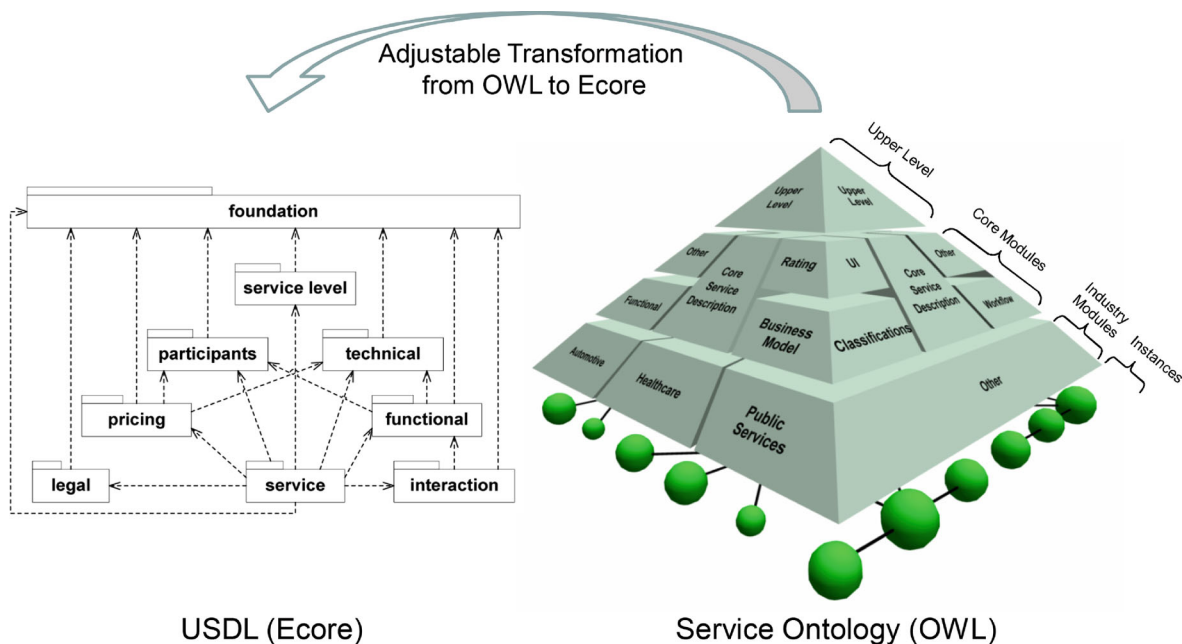 Adjustable Transformation
from OWL to Ecore
foundation
service level
participants
technical
pricing
functional
legal
service
interaction
USDL (Ecore)
Upper Level
Core Modules
Industry
Modules
Instances
Upper
Level
Upper
Level
Other
Core
Service
Description
Rating
UI
Core
Service
Description
Other
Functional
Business
Model
Classifications
Workflow
Automotive
Healthcare
Public
Services
Other
Service Ontology (OWL)